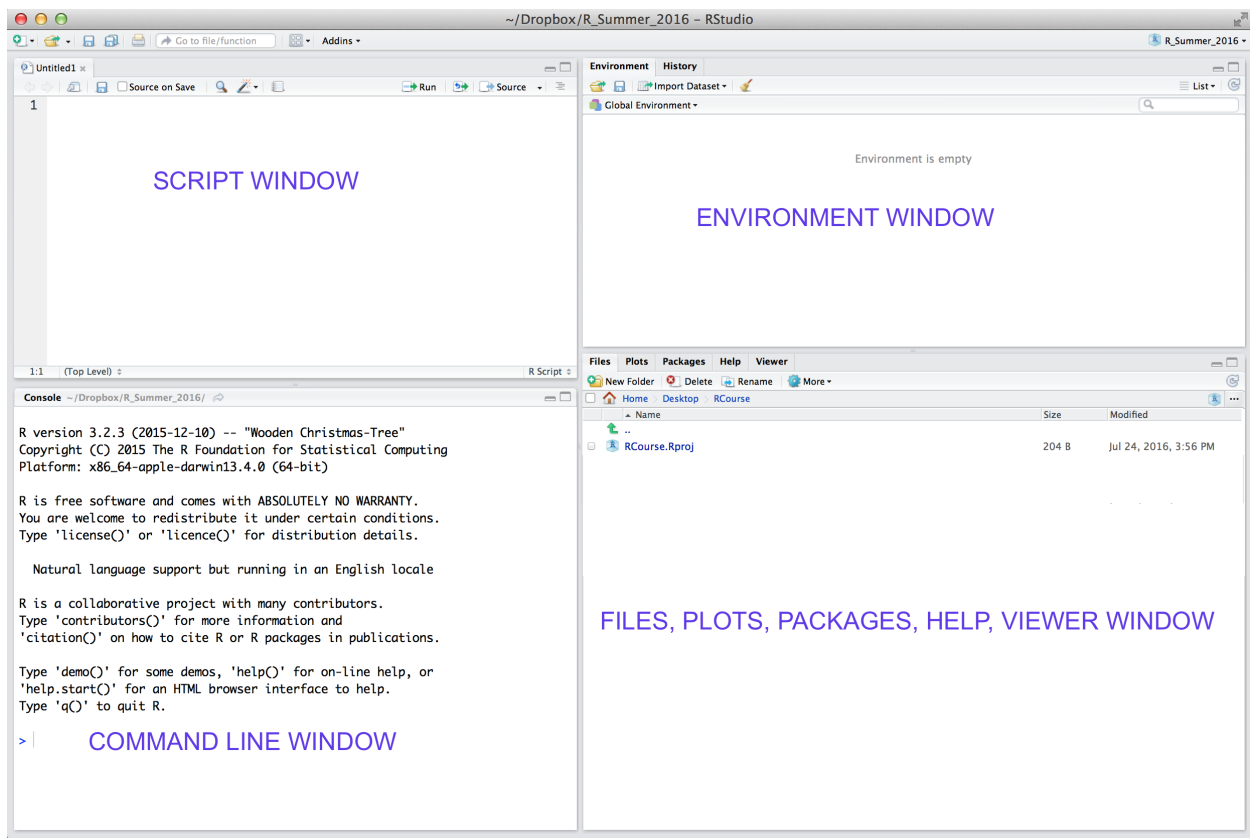 ~/Dropbox/R_Summer_2016 – RStudio
Go to file/function Addins R_Summer_2016
Untitled1
Source on Save Run Source
1
SCRIPT WINDOW
1:1 (Top Level) R Script
Console ~/Dropbox/R_Summer_2016/
R version 3.2.3 (2015-12-10) -- "Wooden Christmas-Tree"
Copyright (C) 2015 The R Foundation for Statistical Computing
Platform: x86_64-apple-darwin13.4.0 (64-bit)
R is free software and comes with ABSOLUTELY NO WARRANTY.
You are welcome to redistribute it under certain conditions.
Type 'license()' or 'licence()' for distribution details.
Natural language support but running in an English locale
R is a collaborative project with many contributors.
Type 'contributors()' for more information and
'citation()' on how to cite R or R packages in publications.
Type 'demo()' for some demos, 'help()' for on-line help, or
'help.start()' for an HTML browser interface to help.
Type 'q()' to quit R.
>
COMMAND LINE WINDOW
Environment History
Import Dataset List
Global Environment
Environment is empty
ENVIRONMENT WINDOW
Files Plots Packages Help Viewer
New Folder Delete Rename More
Home Desktop RCourse ...
Name Size Modified
..
RCourse.Rproj 204 B Jul 24, 2016, 3:56 PM
FILES, PLOTS, PACKAGES, HELP, VIEWER WINDOW